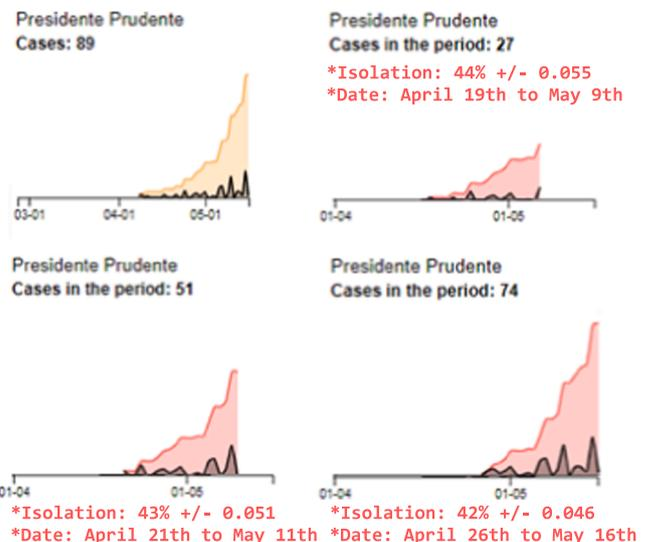 Presidente Prudente
Cases: 89
03-01 04-01 05-01
Presidente Prudente
Cases in the period: 27
*Isolation: 44% +/- 0.055
*Date: April 19th to May 9th
01-04 01-05
Presidente Prudente
Cases in the period: 51
01-04 01-05
*Isolation: 43% +/- 0.051
*Date: April 21th to May 11th
Presidente Prudente
Cases in the period: 74
01-04 01-05
*Isolation: 42% +/- 0.046
*Date: April 26th to May 16th